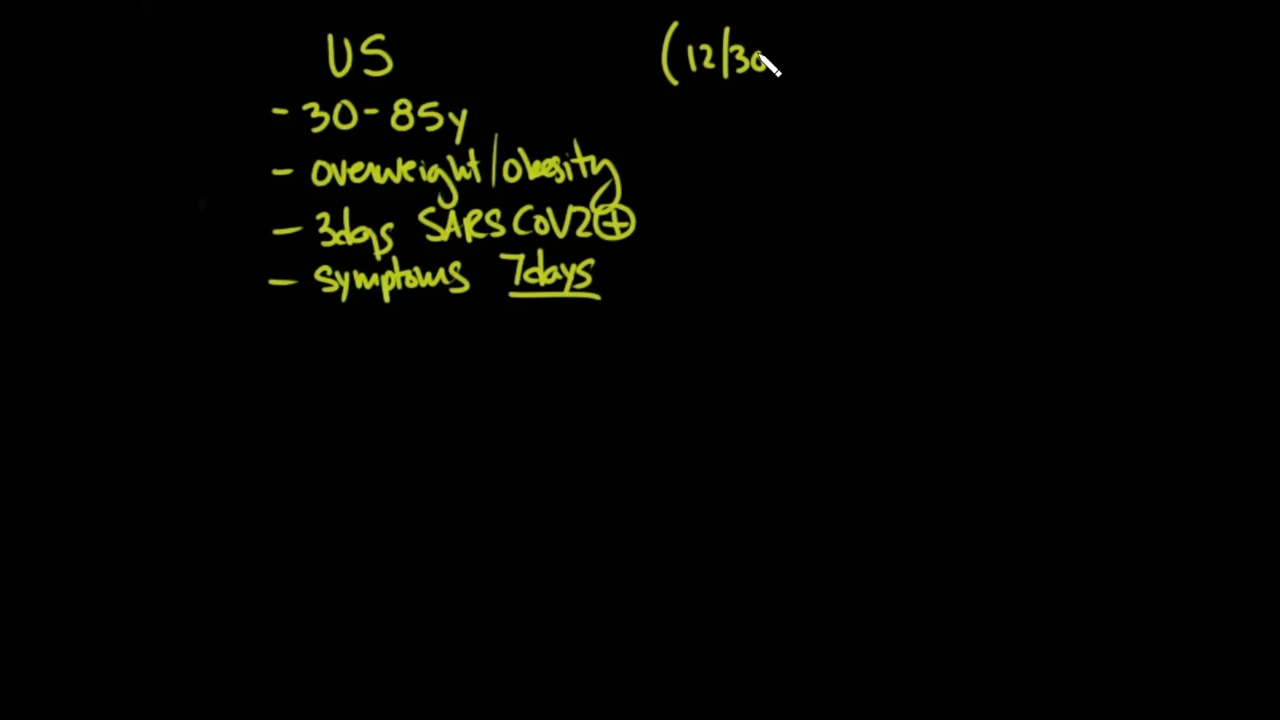 US (12/30
- 30-85y
- overweight/obesity
- 3days SARS CoV2 ⊕
- symptoms 7days